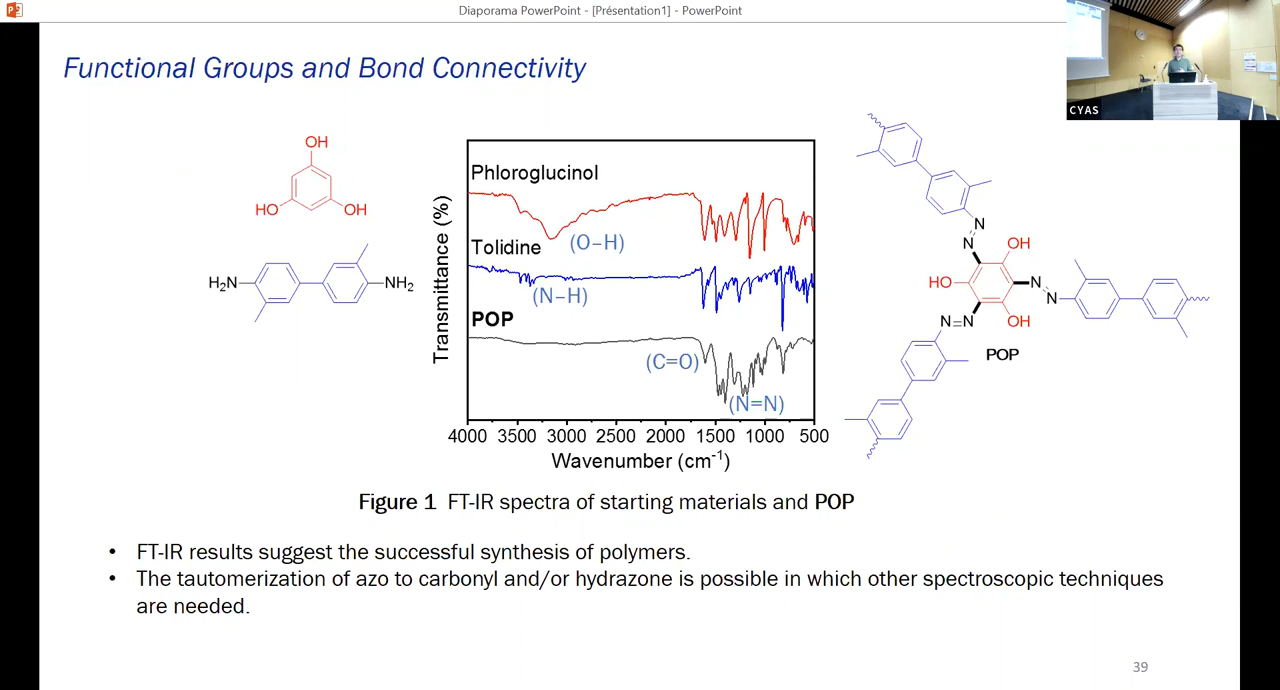 Diaporama PowerPoint - [Présentation1] - PowerPoint
CYAS
Functional Groups and Bond Connectivity
OH
HO
OH
H₂N
NH₂
Transmittance (%)
Phloroglucinol
(O−H)
Tolidine
(N−H)
POP
(C=O)
(N=N)
4000 3500 3000 2500 2000 1500 1000 500
Wavenumber (cm⁻¹)
N
N
OH
HO
N
N
OH
N=N
POP
Figure 1 FT-IR spectra of starting materials and POP
• FT-IR results suggest the successful synthesis of polymers.
• The tautomerization of azo to carbonyl and/or hydrazone is possible in which other spectroscopic techniques
are needed.
39